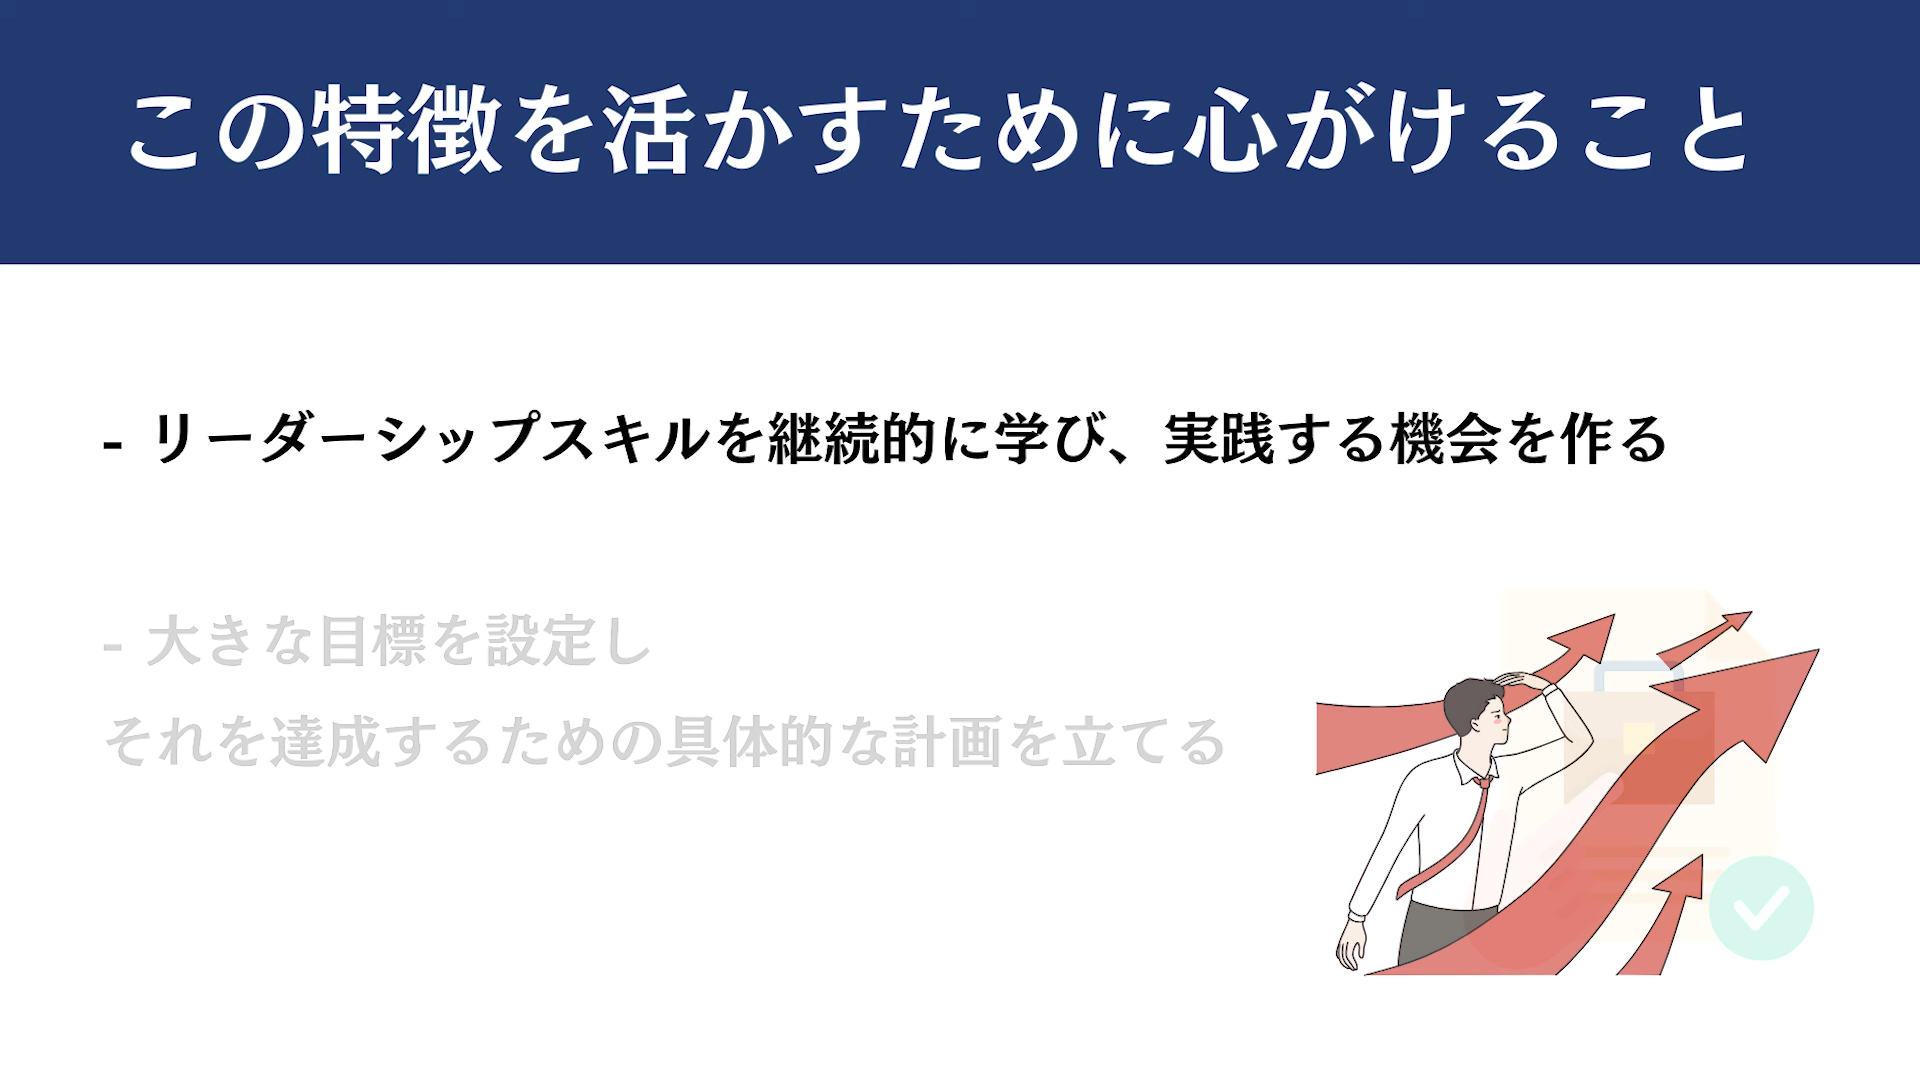 この特徴を活かすために心がけること
- リーダーシップスキルを継続的に学び、実践する機会を作る
- 大きな目標を設定し
それを達成するための具体的な計画を立てる